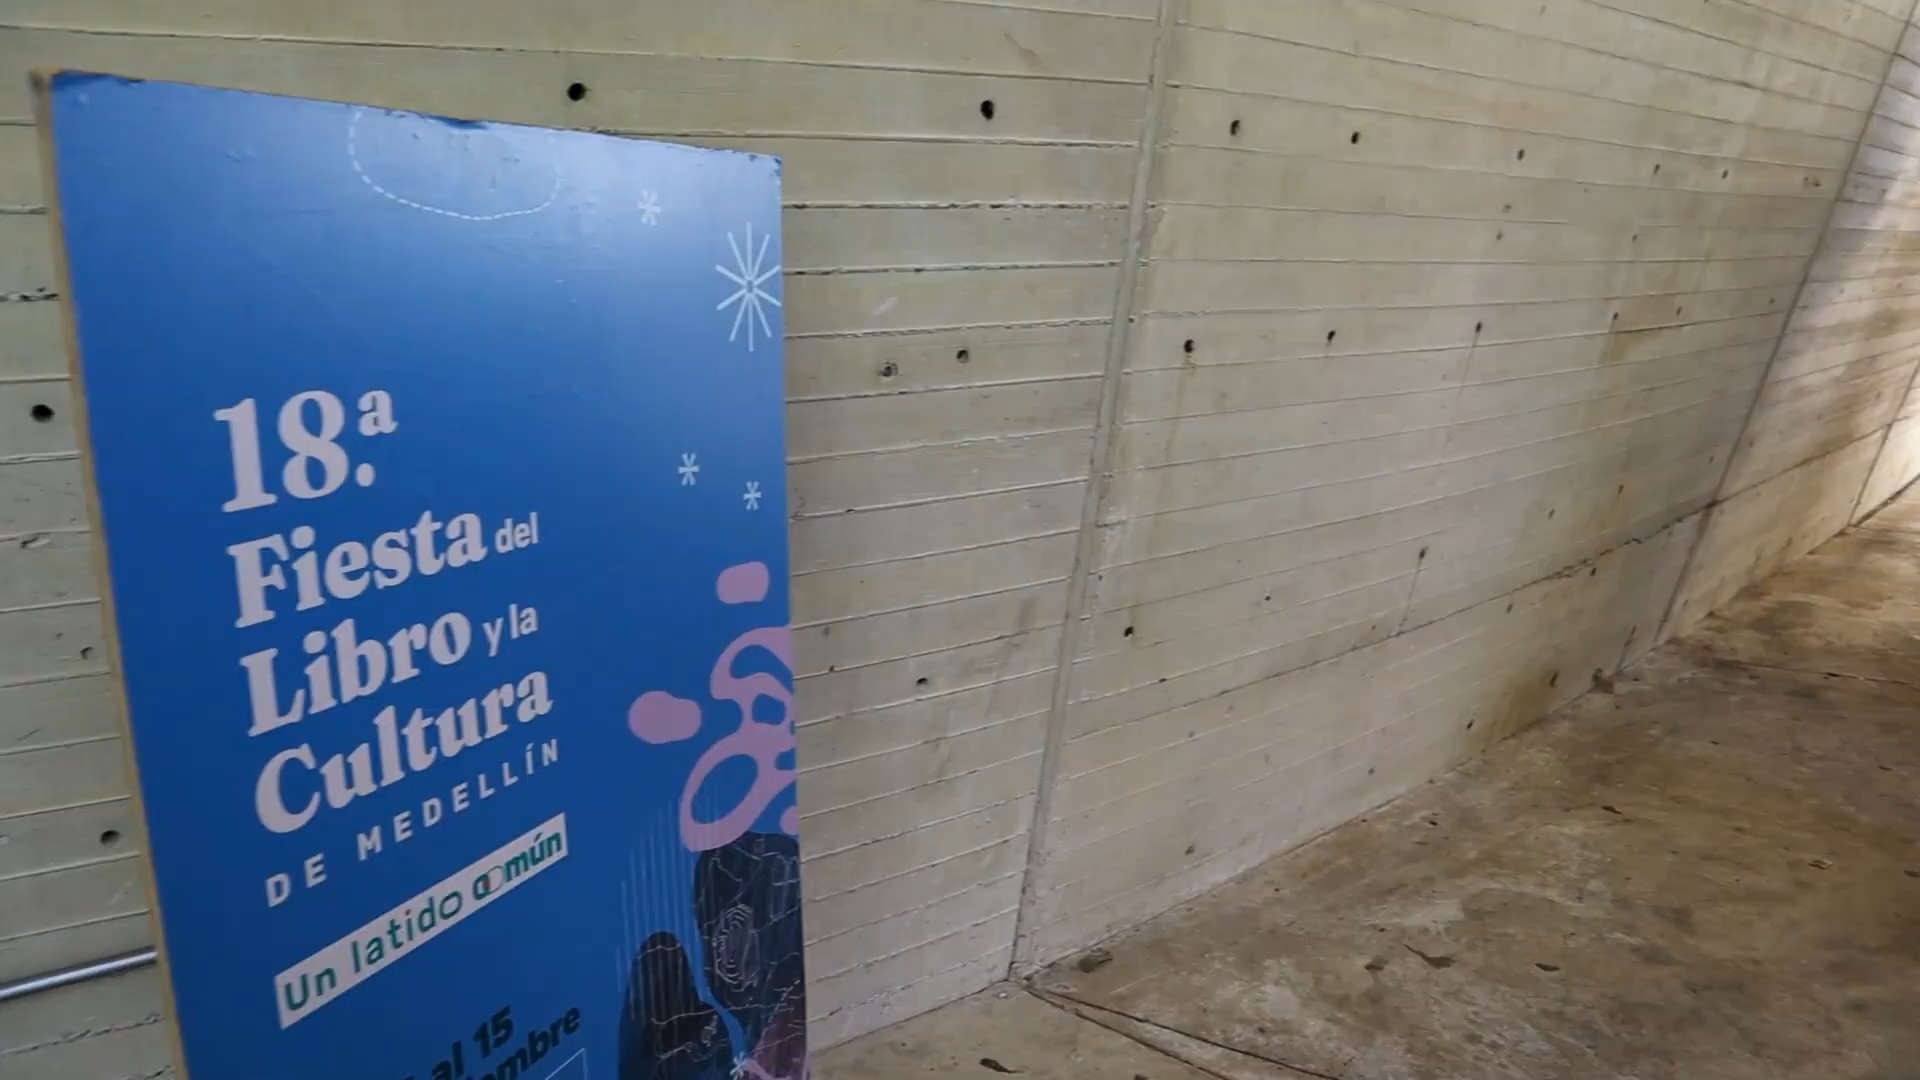 18.ª
Fiesta del
Libro y la
Cultura
DE MEDELLÍN
Un latido común
al 15